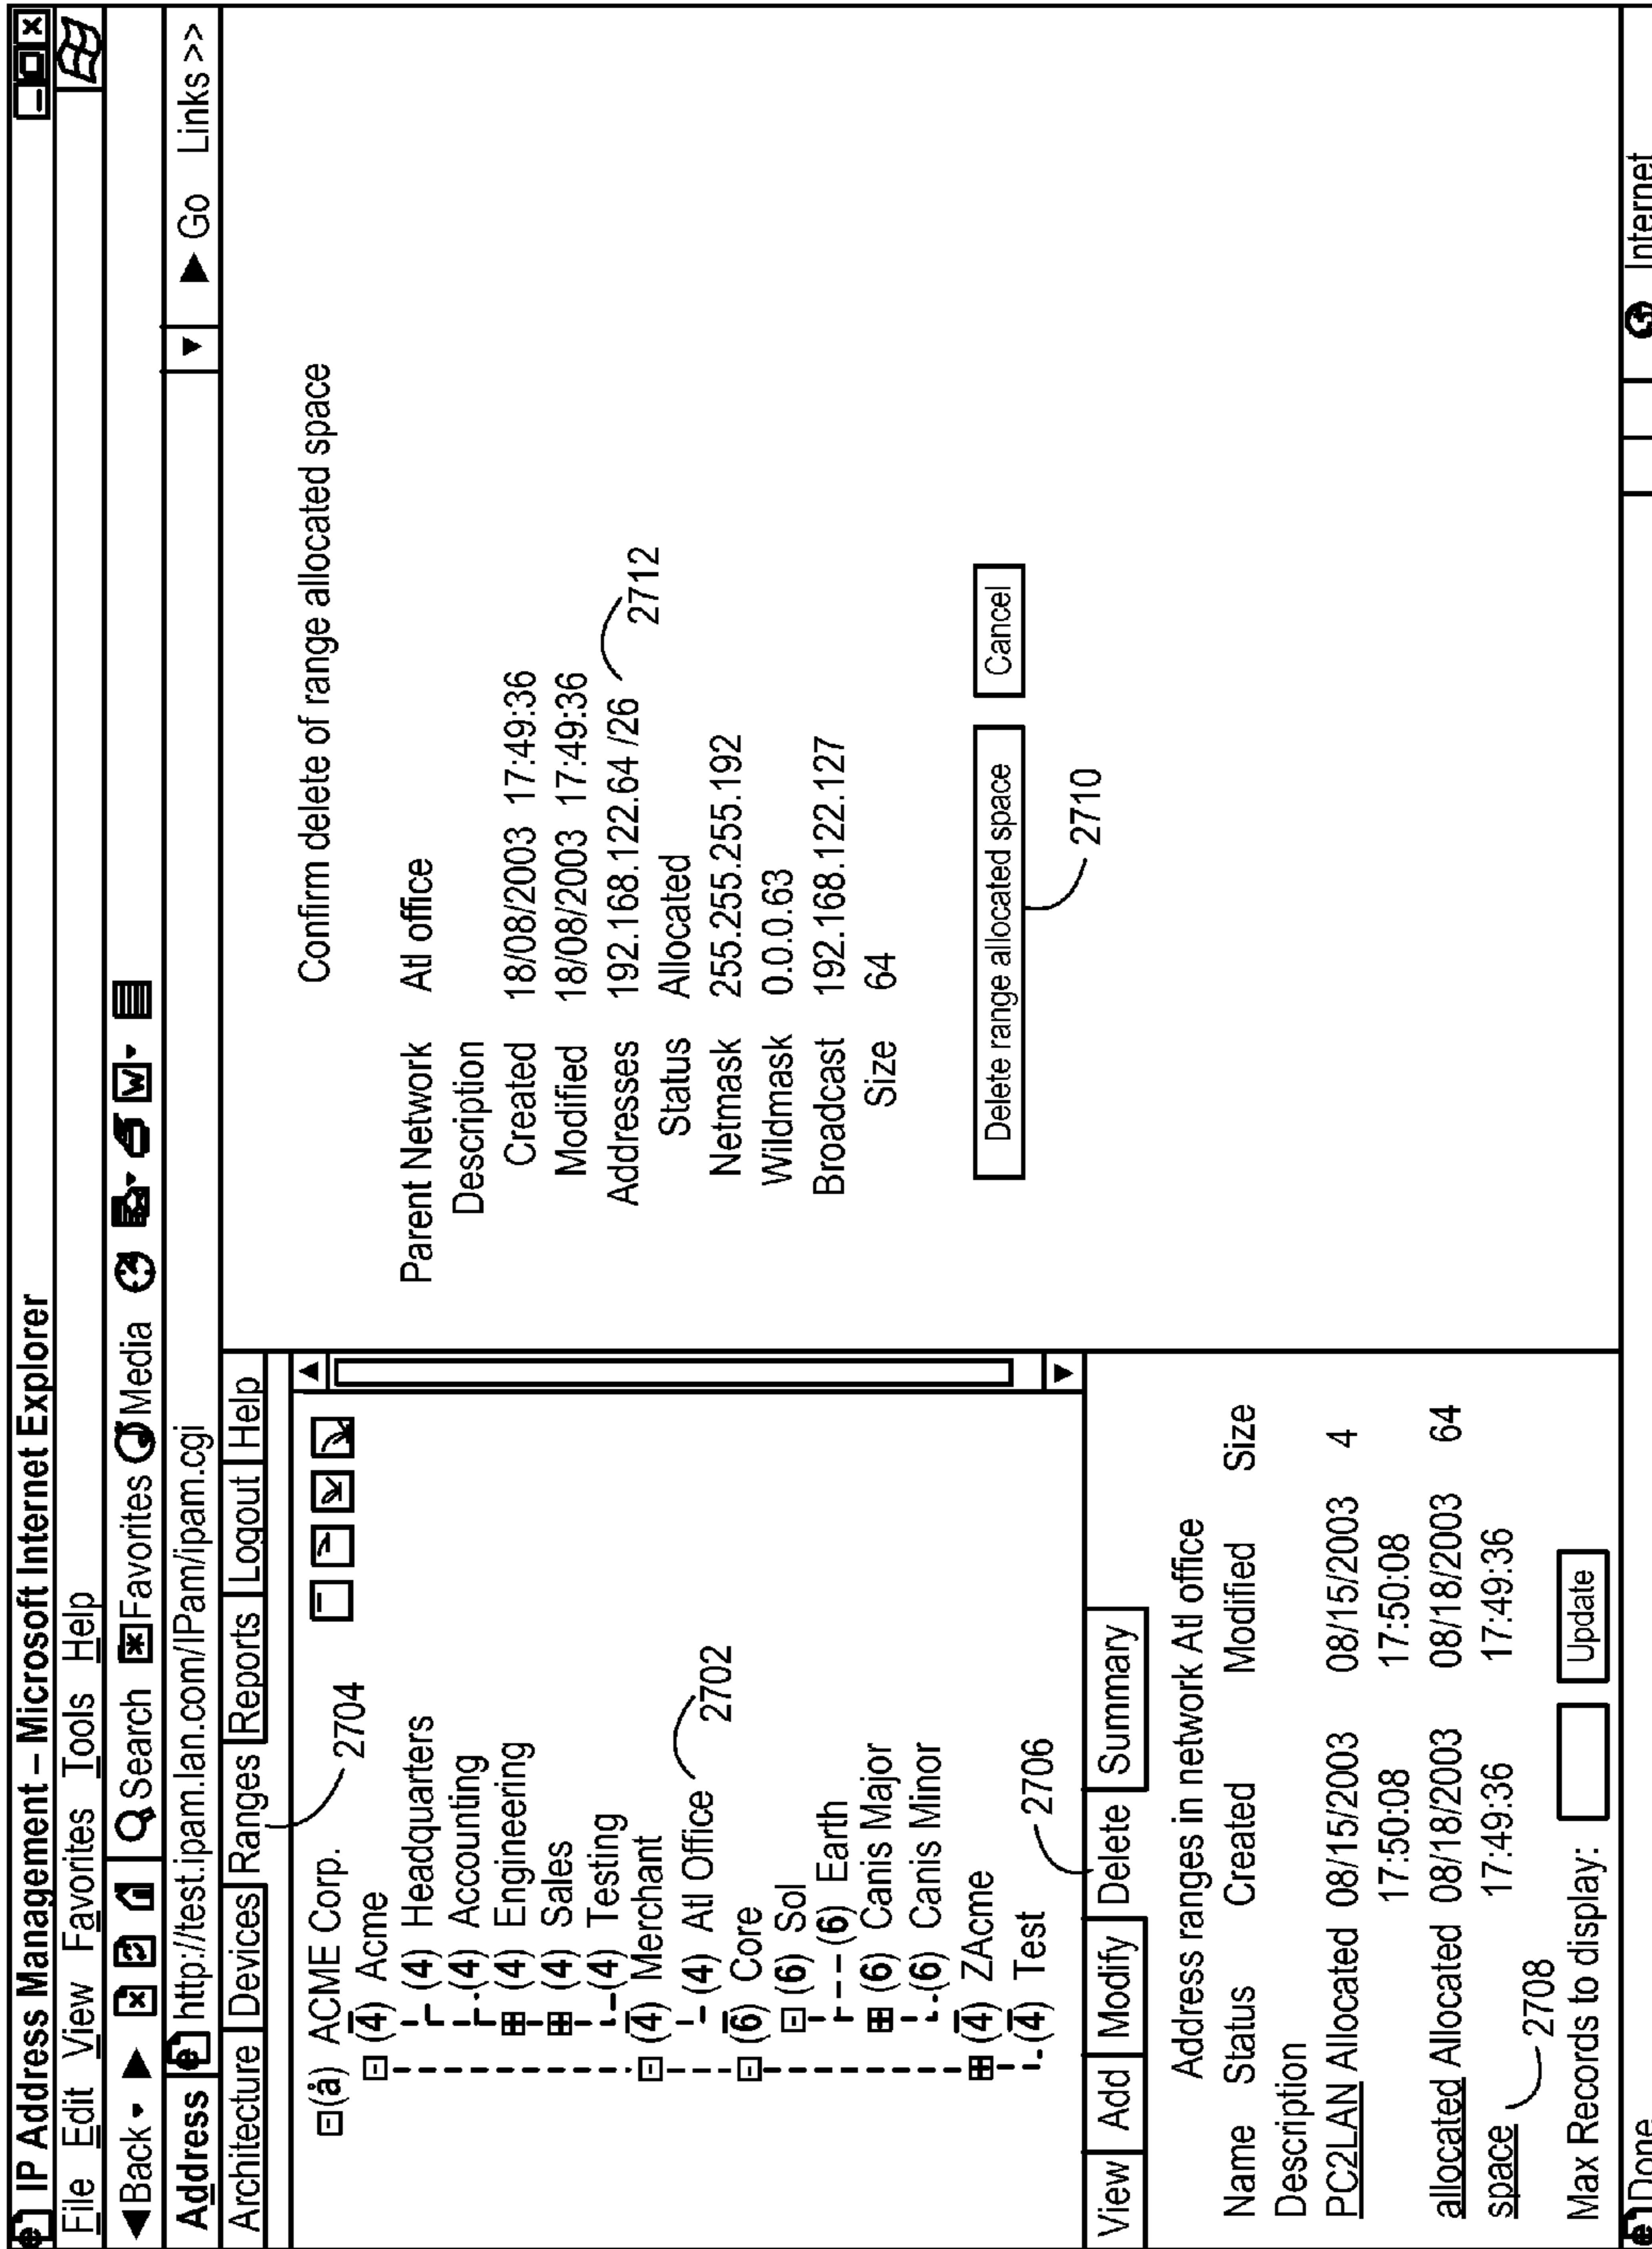 IP Address Management – Microsoft Internet Explorer
File Edit View Favorites Tools Help
Back Search Favorites Media
Address http://test.ipam.lan.com/IPam/ipam.cgi Go Links >>
Architecture Devices Ranges Reports Logout Help
2704
(å) ACME Corp.
(4) Acme
(4) Headquarters
(4) Accounting
(4) Engineering
(4) Sales
(4) Testing
(4) Merchant
(4) Atl Office
2702
(6) Core
(6) Sol
(6) Earth
(6) Canis Major
(6) Canis Minor
(4) ZAcme
(4) Test
2706
View Add Modify Delete Summary
Address ranges in network Atl office
Name Status Created Modified Size
Description
PC2LAN Allocated 08/15/2003 08/15/2003 4
17:50:08 17:50:08
allocated Allocated 08/18/2003 08/18/2003 64
space 17:49:36 17:49:36
2708
Max Records to display: Update
Confirm delete of range allocated space
Parent Network Atl office
Description
Created 18/08/2003 17:49:36
Modified 18/08/2003 17:49:36
Addresses 192.168.122.64 /26
2712
Status Allocated
Netmask 255.255.255.192
Wildmask 0.0.0.63
Broadcast 192.168.122.127
Size 64
Delete range allocated space Cancel
2710
Done Internet